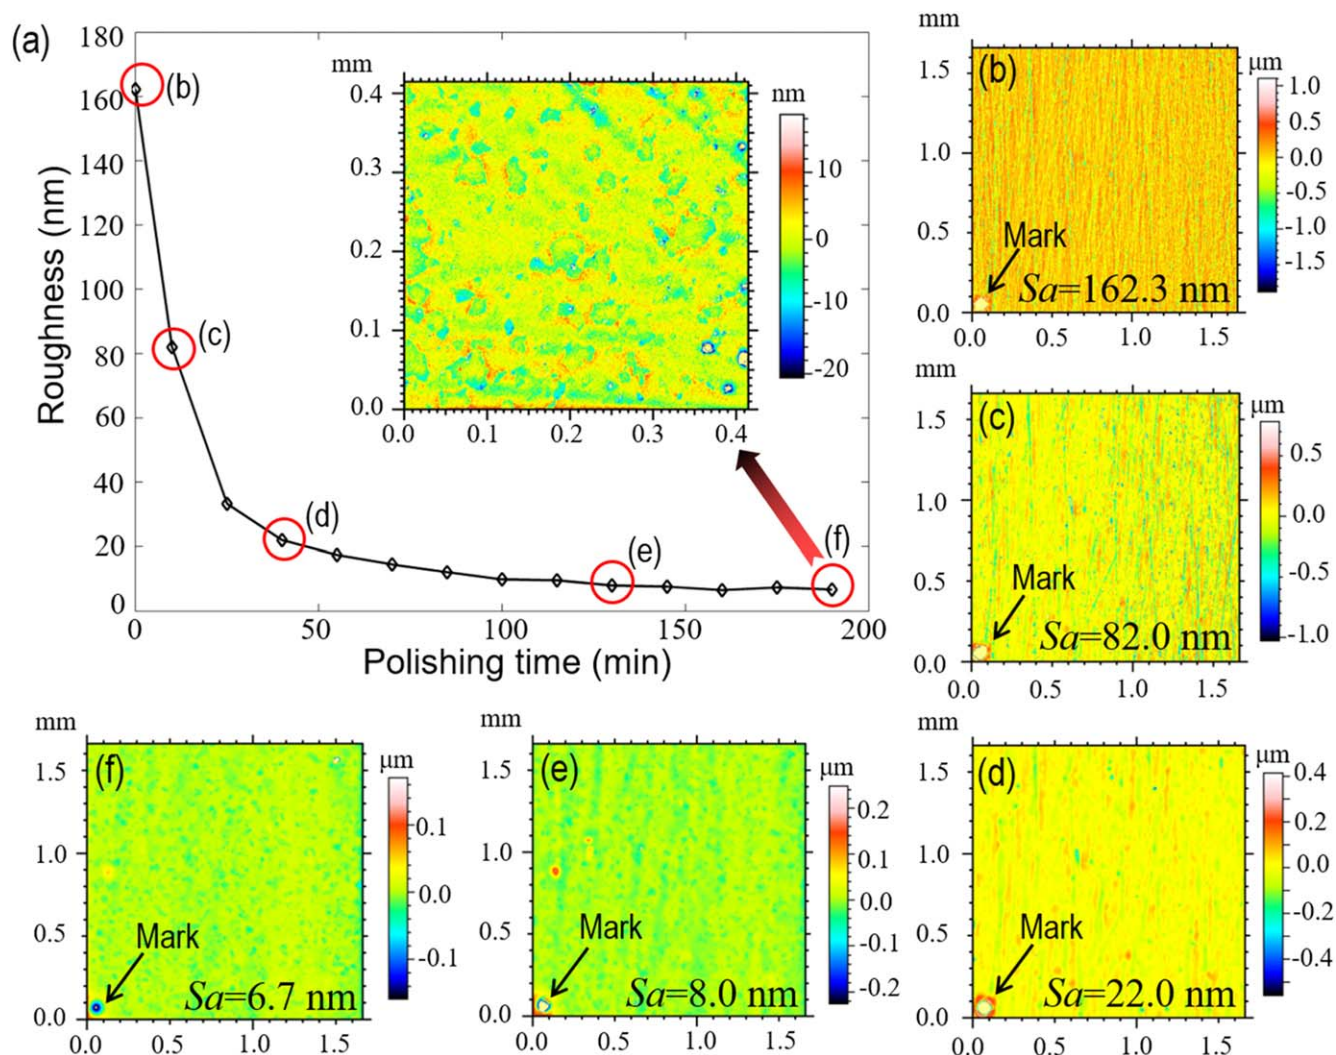 (a)
180
160
140
120
100
80
60
40
20
0
Roughness (nm)
0 50 100 150 200
Polishing time (min)
(b)
(c)
(d)
(e)
(f)
mm
0.4
0.3
0.2
0.1
0.0
0.0 0.1 0.2 0.3 0.4
nm
10
0
-10
-20
mm
(b)
1.5
1.0
0.5
0.0
0.0 0.5 1.0 1.5
Mark
Sa=162.3 nm
µm
1.0
0.5
0.0
-0.5
-1.0
-1.5
mm
(c)
1.5
1.0
0.5
0.0
0.0 0.5 1.0 1.5
Mark
Sa=82.0 nm
µm
0.5
0.0
-0.5
-1.0
mm
(f)
1.5
1.0
0.5
0.0
0.0 0.5 1.0 1.5
Mark
Sa=6.7 nm
µm
0.1
0.0
-0.1
mm
(e)
1.5
1.0
0.5
0.0
0.0 0.5 1.0 1.5
Mark
Sa=8.0 nm
µm
0.2
0.1
0.0
-0.1
-0.2
mm
(d)
1.5
1.0
0.5
0.0
0.0 0.5 1.0 1.5
Mark
Sa=22.0 nm
µm
0.4
0.2
0.0
-0.2
-0.4